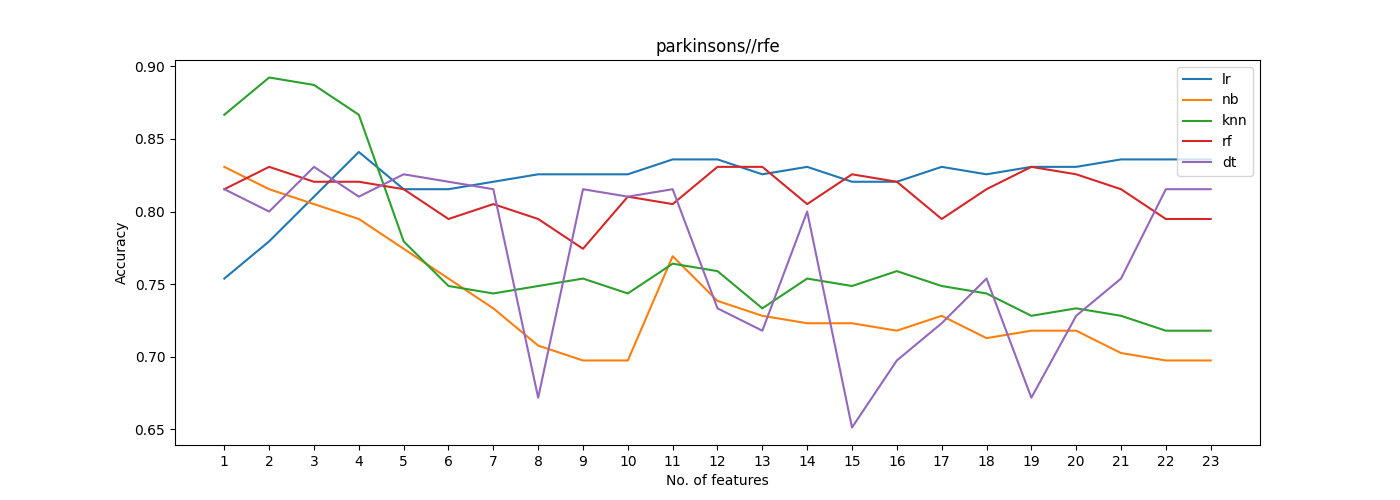 parkinsons//rfe
Accuracy
0.90
0.85
0.80
0.75
0.70
0.65
lr
nb
knn
rf
dt
1 2 3 4 5 6 7 8 9 10 11 12 13 14 15 16 17 18 19 20 21 22 23
No. of features